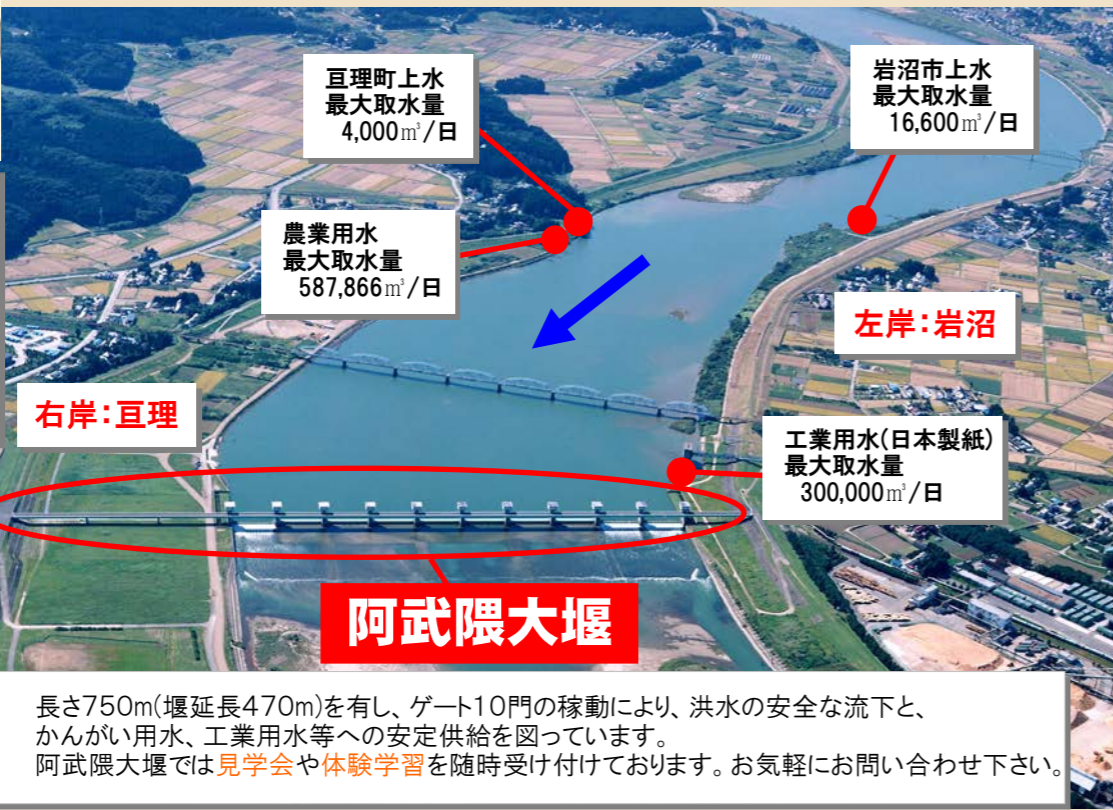 亘理町上水
最大取水量
4,000㎥/日
岩沼市上水
最大取水量
16,600㎥/日
農業用水
最大取水量
587,866㎥/日
左岸:岩沼
右岸:亘理
工業用水(日本製紙)
最大取水量
300,000㎥/日
阿武隈大堰
長さ750m(堰延長470m)を有し、ゲート10門の稼動により、洪水の安全な流下と、
かんがい用水、工業用水等への安定供給を図っています。
阿武隈大堰では見学会や体験学習を随時受け付けております。お気軽にお問い合わせ下さい。